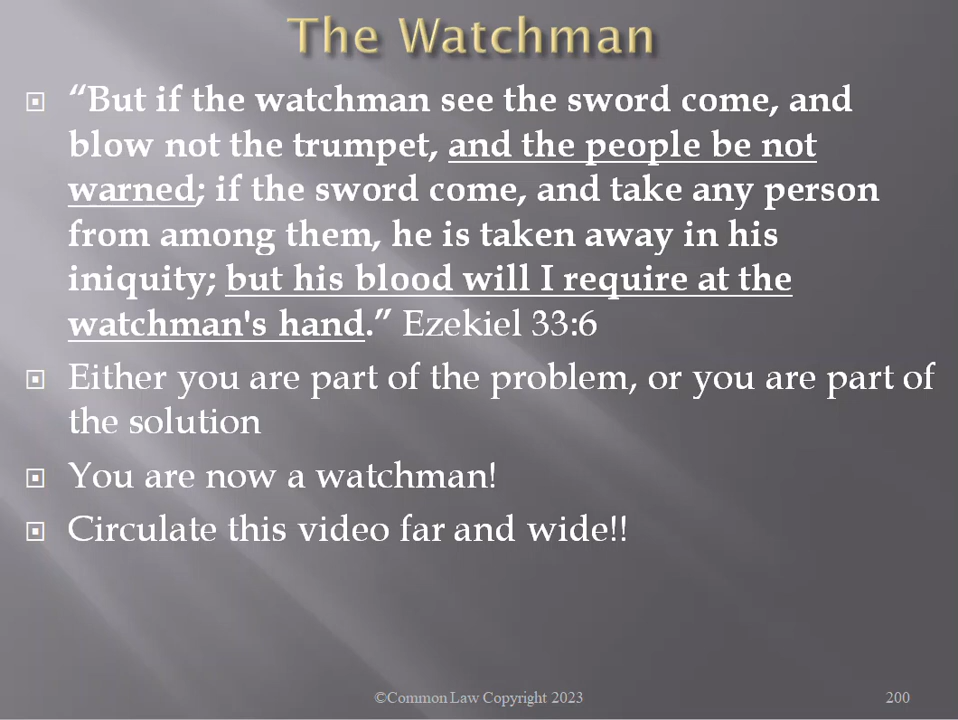 The Watchman
“But if the watchman see the sword come, and
blow not the trumpet, and the people be not
warned; if the sword come, and take any person
from among them, he is taken away in his
iniquity; but his blood will I require at the
watchman's hand.” Ezekiel 33:6
Either you are part of the problem, or you are part of
the solution
You are now a watchman!
Circulate this video far and wide!!
©Common Law Copyright 2023
200